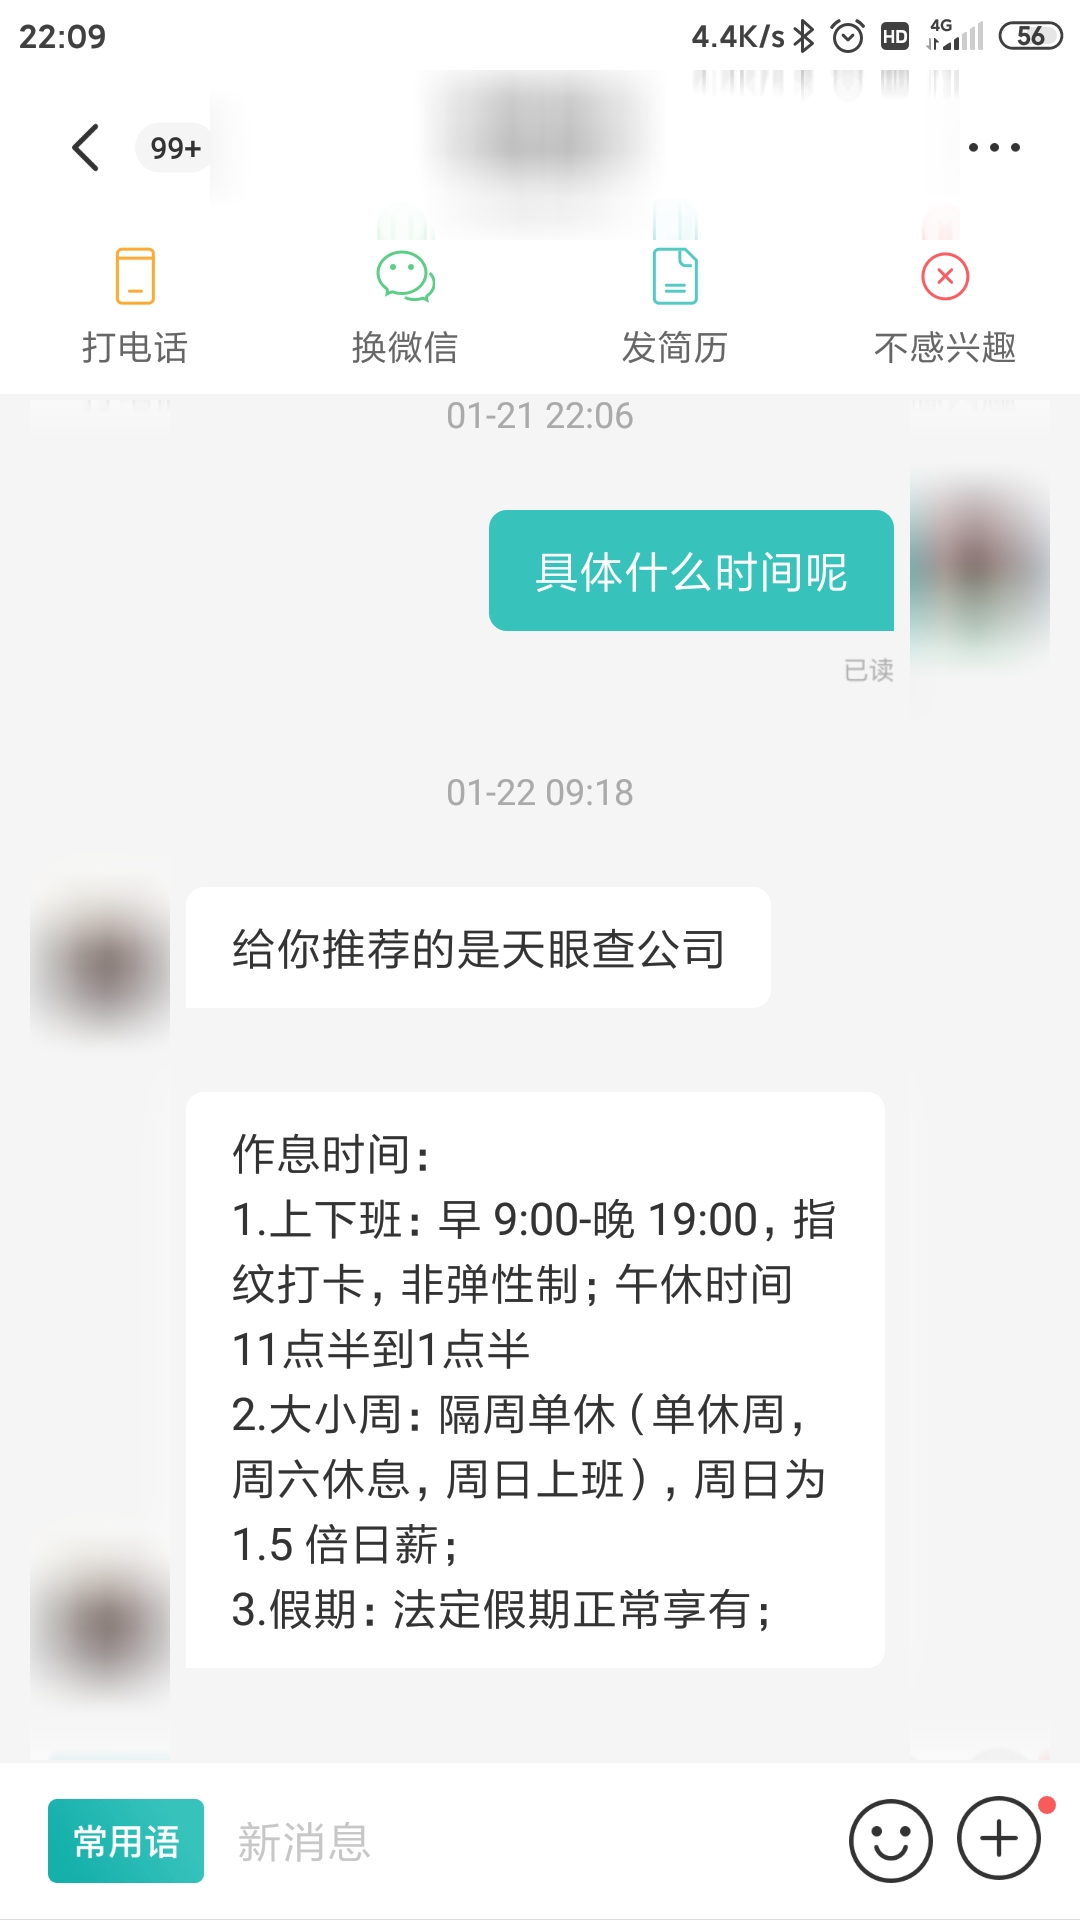 22:09
4.4K/s HD 4G 56
99+
打电话 换微信 发简历 不感兴趣
01-21 22:06
具体什么时间呢
已读
01-22 09:18
给你推荐的是天眼查公司
作息时间：
1.上下班：早 9:00-晚 19:00，指
纹打卡，非弹性制；午休时间
11点半到1点半
2.大小周：隔周单休（单休周，
周六休息，周日上班），周日为
1.5 倍日薪；
3.假期：法定假期正常享有；
常用语 新消息